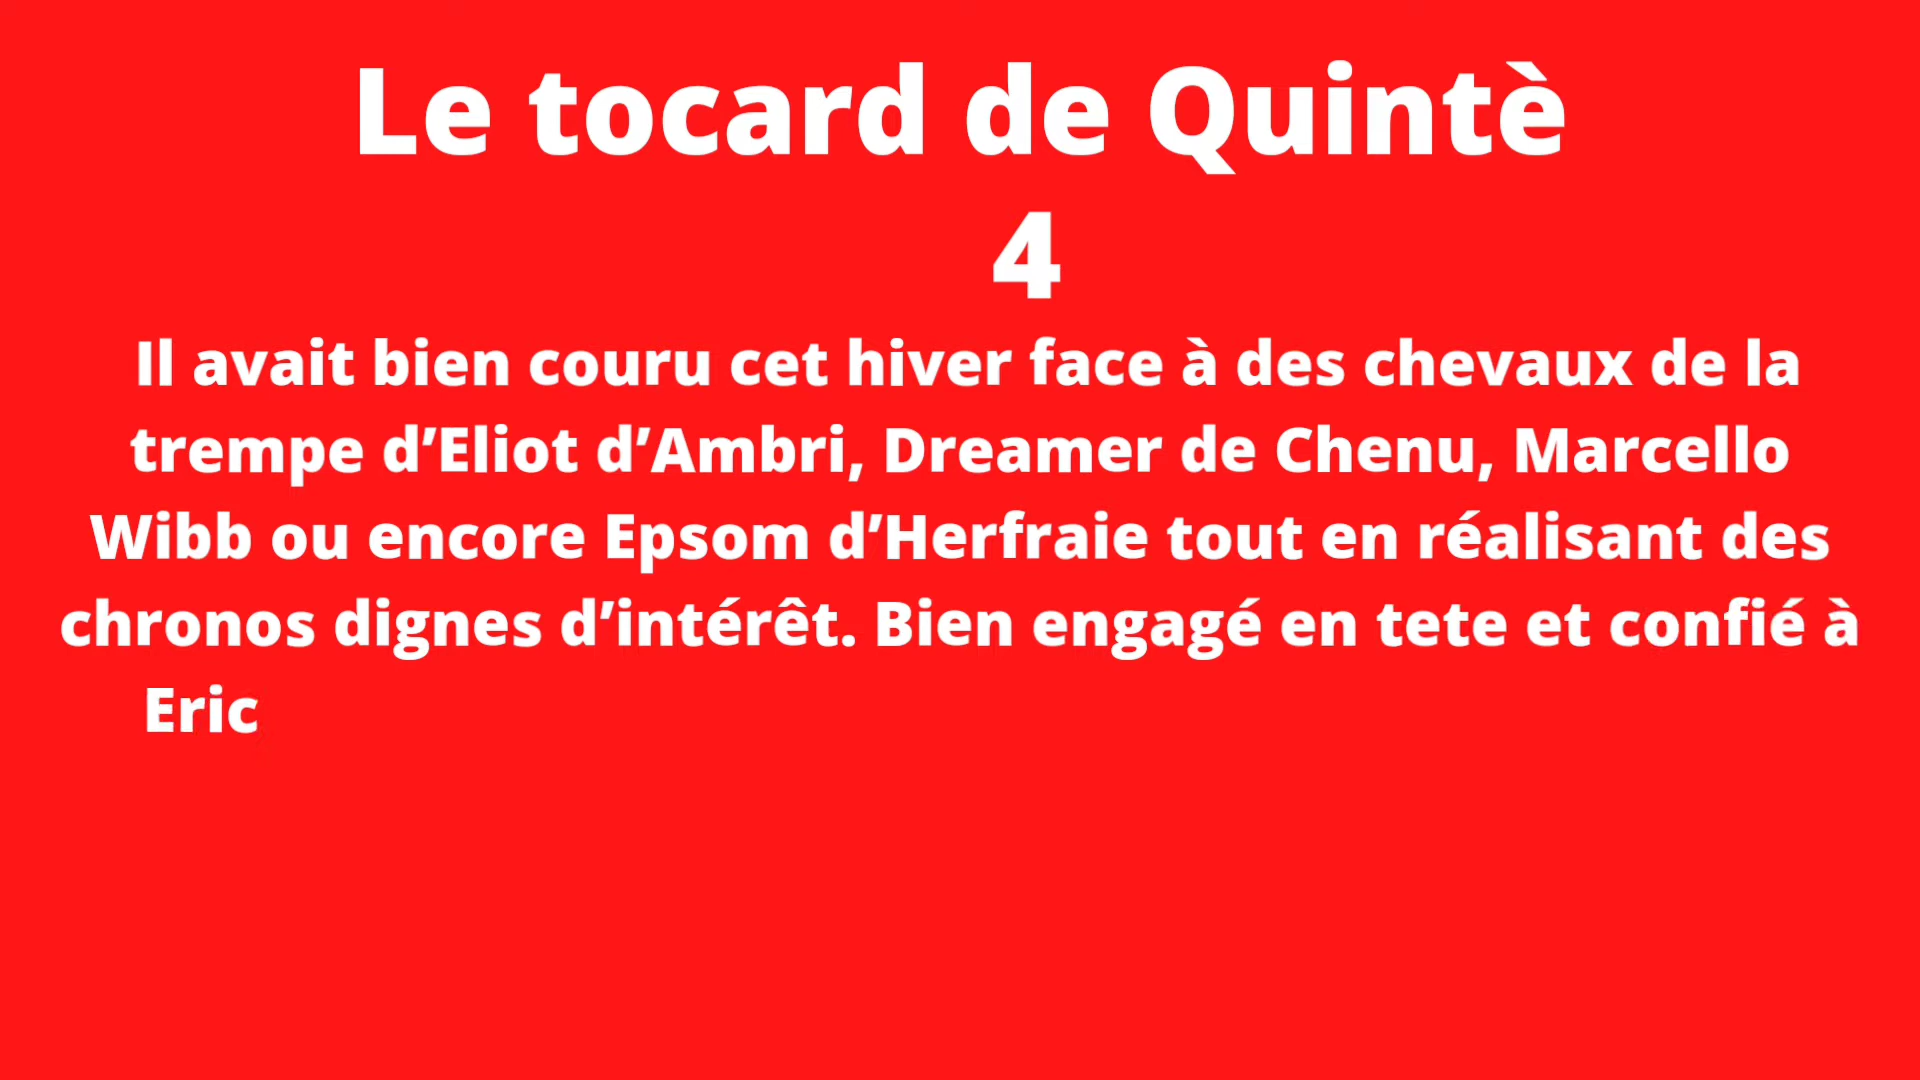 Le tocard de Quintè
4
Il avait bien couru cet hiver face à des chevaux de la
trempe d’Eliot d’Ambri, Dreamer de Chenu, Marcello
Wibb ou encore Epsom d’Herfraie tout en réalisant des
chronos dignes d’intérêt. Bien engagé en tete et confié à
Eric